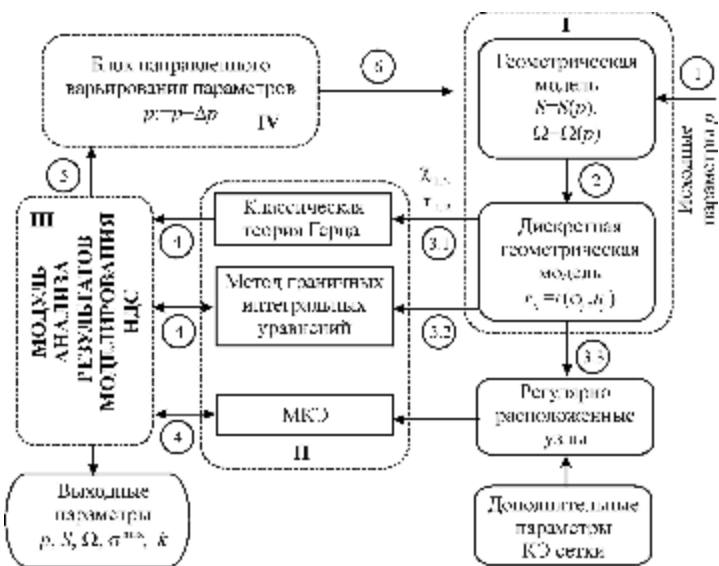 Блок направленного
варьирования параметров
IV
6
I
Геометрическая
модель
S=S(p),
Ω=Ω(p)
1
Исходные
параметры p
2
5
III
МОДУЛЬ
АНАЛИЗА
РЕЗУЛЬТАТОВ
МОДЕЛИРОВАНИЯ
НДС
4
Классическая
теория Герца
3.1
Дискретная
геометрическая
модель
4
Метод граничных
интегральных
уравнений
3.2
3.3
4
МКЭ
II
Регулярно
расположенные
узлы
Выходные
параметры
p, S, Ω,
k
Дополнительные
параметры
КЭ сетки